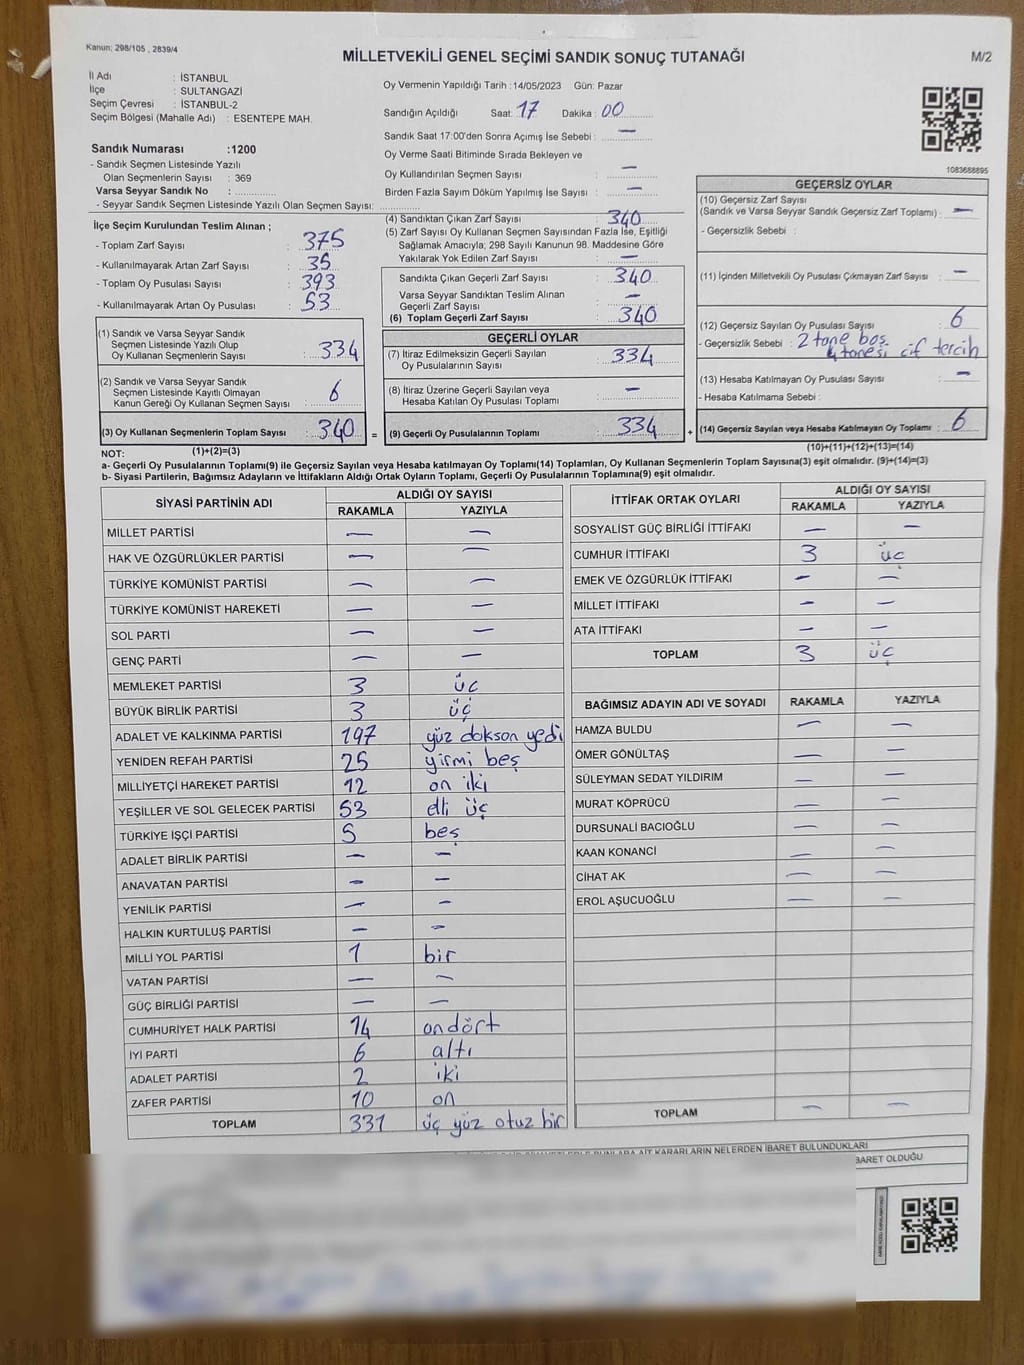 Kanun; 298/105 , 2839/4
MİLLETVEKİLİ GENEL SEÇİMİ SANDIK SONUÇ TUTANAĞI
M/2
İl Adı : İSTANBUL
İlçe : SULTANGAZİ
Seçim Çevresi : İSTANBUL-2
Seçim Bölgesi (Mahalle Adı) : ESENTEPE MAH.
Sandık Numarası :1200
- Sandık Seçmen Listesinde Yazılı
Olan Seçmenlerin Sayısı : 369
Varsa Seyyar Sandık No :
- Seyyar Sandık Seçmen Listesinde Yazılı Olan Seçmen Sayısı:
Oy Vermenin Yapıldığı Tarih :14/05/2023 Gün: Pazar
Sandığın Açıldığı Saat: 17 Dakika : 00
Sandık Saat 17:00'den Sonra Açımış İse Sebebi : —
Oy Verme Saati Bitiminde Sırada Bekleyen ve
Oy Kullandırılan Seçmen Sayısı : —
Birden Fazla Sayım Döküm Yapılmış İse Sayısı : —
1083688895
İlçe Seçim Kurulundan Teslim Alınan ;
- Toplam Zarf Sayısı : 375
- Kullanılmayarak Artan Zarf Sayısı : 35
- Toplam Oy Pusulası Sayısı : 393
- Kullanılmayarak Artan Oy Pusulası : 53
(4) Sandıktan Çıkan Zarf Sayısı : 340
(5) Zarf Sayısı Oy Kullanan Seçmen Sayısından Fazla İse, Eşitliği
Sağlamak Amacıyla; 298 Sayılı Kanunun 98. Maddesine Göre
Yakılarak Yok Edilen Zarf Sayısı : —
Sandıkta Çıkan Geçerli Zarf Sayısı : 340
Varsa Seyyar Sandıktan Teslim Alınan
Geçerli Zarf Sayısı : —
(6) Toplam Geçerli Zarf Sayısı : 340
GEÇERSİZ OYLAR
(10) Geçersiz Zarf Sayısı
(Sandık ve Varsa Seyyar Sandık Geçersiz Zarf Toplamı) : —
- Geçersizlik Sebebi :
(11) İçinden Milletvekili Oy Pusulası Çıkmayan Zarf Sayısı : —
(12) Geçersiz Sayılan Oy Pusulası Sayısı : 6
- Geçersizlik Sebebi : 2 tane boş
4 tanesi çif tercih
(13) Hesaba Katılmayan Oy Pusulası Sayısı : —
- Hesaba Katılmama Sebebi :
(14) Geçersiz Sayılan veya Hesaba Katılmayan Oy Toplamı : 6
(10)+(11)+(12)+(13)=(14)
(1) Sandık ve Varsa Seyyar Sandık
Seçmen Listesinde Yazılı Olup
Oy Kullanan Seçmenlerin Sayısı : 334
(2) Sandık ve Varsa Seyyar Sandık
Seçmen Listesinde Kayıtlı Olmayan
Kanun Gereği Oy Kullanan Seçmen Sayısı : 6
(3) Oy Kullanan Seçmenlerin Toplam Sayısı : 340 =
(1)+(2)=(3)
GEÇERLİ OYLAR
(7) İtiraz Edilmeksizin Geçerli Sayılan
Oy Pusulalarının Sayısı : 334
(8) İtiraz Üzerine Geçerli Sayılan veya
Hesaba Katılan Oy Pusulası Toplamı : —
(9) Geçerli Oy Pusulalarının Toplamı : 334 +
NOT:
a- Geçerli Oy Pusulalarının Toplamı(9) ile Geçersiz Sayılan veya Hesaba katılmayan Oy Toplamı(14) Toplamları, Oy Kullanan Seçmenlerin Toplam Sayısına(3) eşit olmalıdır. (9)+(14)=(3)
b- Siyasi Partilerin, Bağımsız Adayların ve İttifakların Aldığı Ortak Oyların Toplamı, Geçerli Oy Pusulalarının Toplamına(9) eşit olmalıdır.
SİYASİ PARTİNİN ADI ALDIĞI OY SAYISI
RAKAMLA YAZIYLA
MİLLET PARTİSİ — —
HAK VE ÖZGÜRLÜKLER PARTİSİ — —
TÜRKİYE KOMÜNİST PARTİSİ — —
TÜRKİYE KOMÜNİST HAREKETİ — —
SOL PARTİ — —
GENÇ PARTİ — —
MEMLEKET PARTİSİ 3 üç
BÜYÜK BİRLİK PARTİSİ 3 üç
ADALET VE KALKINMA PARTİSİ 197 yüz dokson yedi
YENİDEN REFAH PARTİSİ 25 yirmi beş
MİLLİYETÇİ HAREKET PARTİSİ 12 on iki
YEŞİLLER VE SOL GELECEK PARTİSİ 53 elli üç
TÜRKİYE İŞÇİ PARTİSİ 5 beş
ADALET BİRLİK PARTİSİ — —
ANAVATAN PARTİSİ — —
YENİLİK PARTİSİ — —
HALKIN KURTULUŞ PARTİSİ — —
MİLLİ YOL PARTİSİ 1 bir
VATAN PARTİSİ — —
GÜÇ BİRLİĞİ PARTİSİ — —
CUMHURİYET HALK PARTİSİ 14 ondört
İYİ PARTİ 6 altı
ADALET PARTİSİ 2 iki
ZAFER PARTİSİ 10 on
TOPLAM 331 üç yüz otuz bir
İTTİFAK ORTAK OYLARI ALDIĞI OY SAYISI
RAKAMLA YAZIYLA
SOSYALİST GÜÇ BİRLİĞİ İTTİFAKI — —
CUMHUR İTTİFAKI 3 üç
EMEK VE ÖZGÜRLÜK İTTİFAKI — —
MİLLET İTTİFAKI — —
ATA İTTİFAKI — —
TOPLAM 3 üç
BAĞIMSIZ ADAYIN ADI VE SOYADI RAKAMLA YAZIYLA
HAMZA BULDU — —
ÖMER GÖNÜLTAŞ — —
SÜLEYMAN SEDAT YILDIRIM — —
MURAT KÖPRÜCÜ — —
DURSUNALİ BACIOĞLU — —
KAAN KONANCİ — —
CİHAT AK — —
EROL AŞUCUOĞLU — —
TOPLAM — —
KARARLARIN NELERDEN İBARET BULUNDUKLARI
OLDUĞU